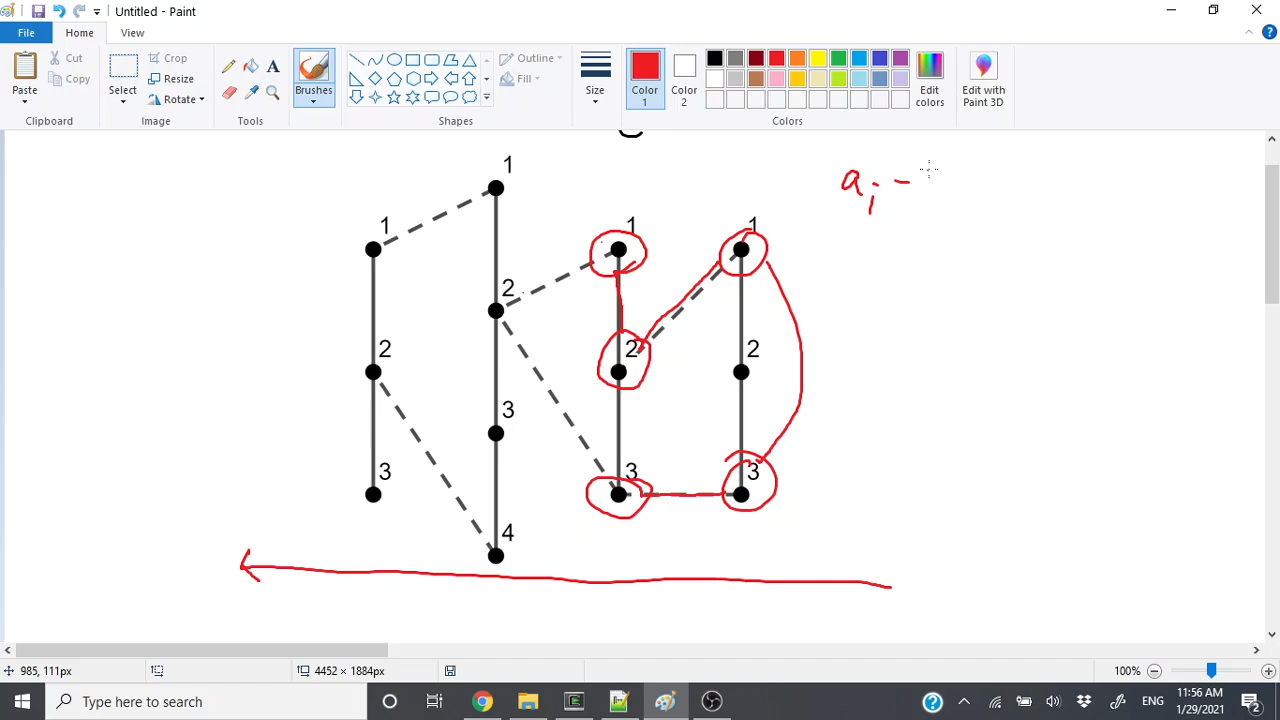 Untitled - Paint
File
Home
View
Paste
Cut
Copy
Clipboard
Select
Crop
Resize
Rotate
Image
Tools
Brushes
Shapes
Outline
Fill
Size
Color 1
Color 2
Colors
Edit colors
Edit with Paint 3D
1
1
1
1
2
2
2
2
3
3
3
3
4
ai -
985, 111px
4452 × 1884px
100%
Type here to search
ENG
11:56 AM
1/29/2021
2